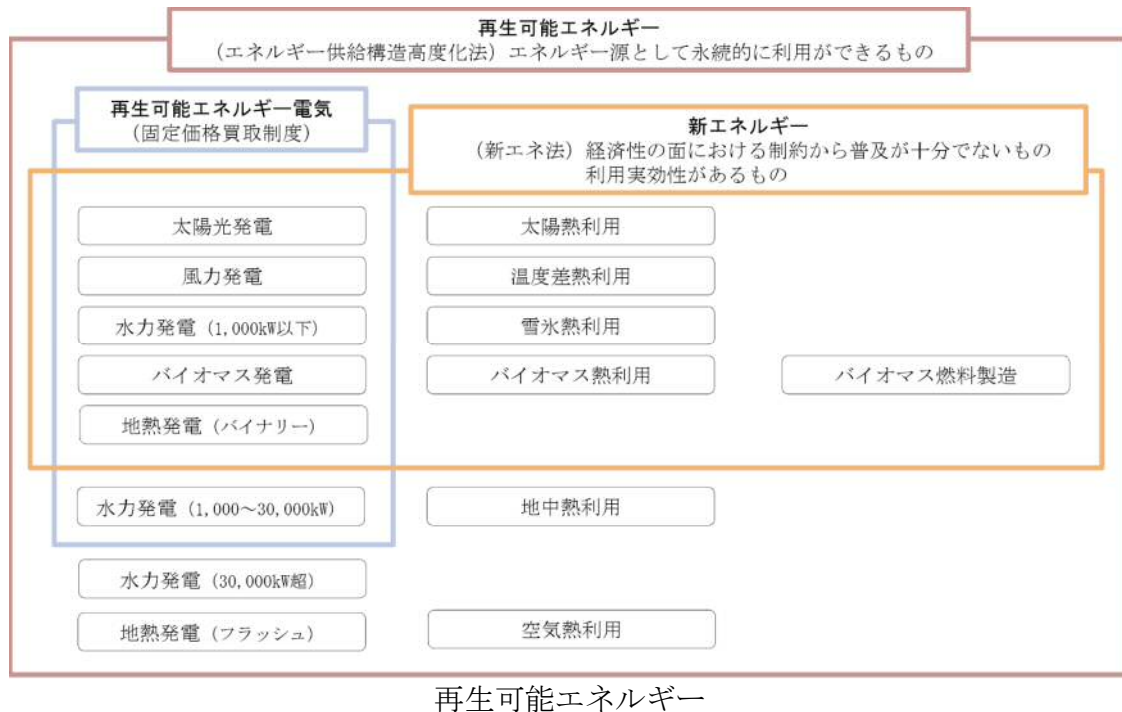 再生可能エネルギー
（エネルギー供給構造高度化法）エネルギー源として永続的に利用ができるもの
再生可能エネルギー電気
（固定価格買取制度）
新エネルギー
（新エネ法）経済性の面における制約から普及が十分でないもの
利用実効性があるもの
太陽光発電
太陽熱利用
風力発電
温度差熱利用
水力発電（1,000kW以下）
雪氷熱利用
バイオマス発電
バイオマス熱利用
バイオマス燃料製造
地熱発電（バイナリー）
水力発電（1,000～30,000kW）
地中熱利用
水力発電（30,000kW超）
地熱発電（フラッシュ）
空気熱利用
再生可能エネルギー